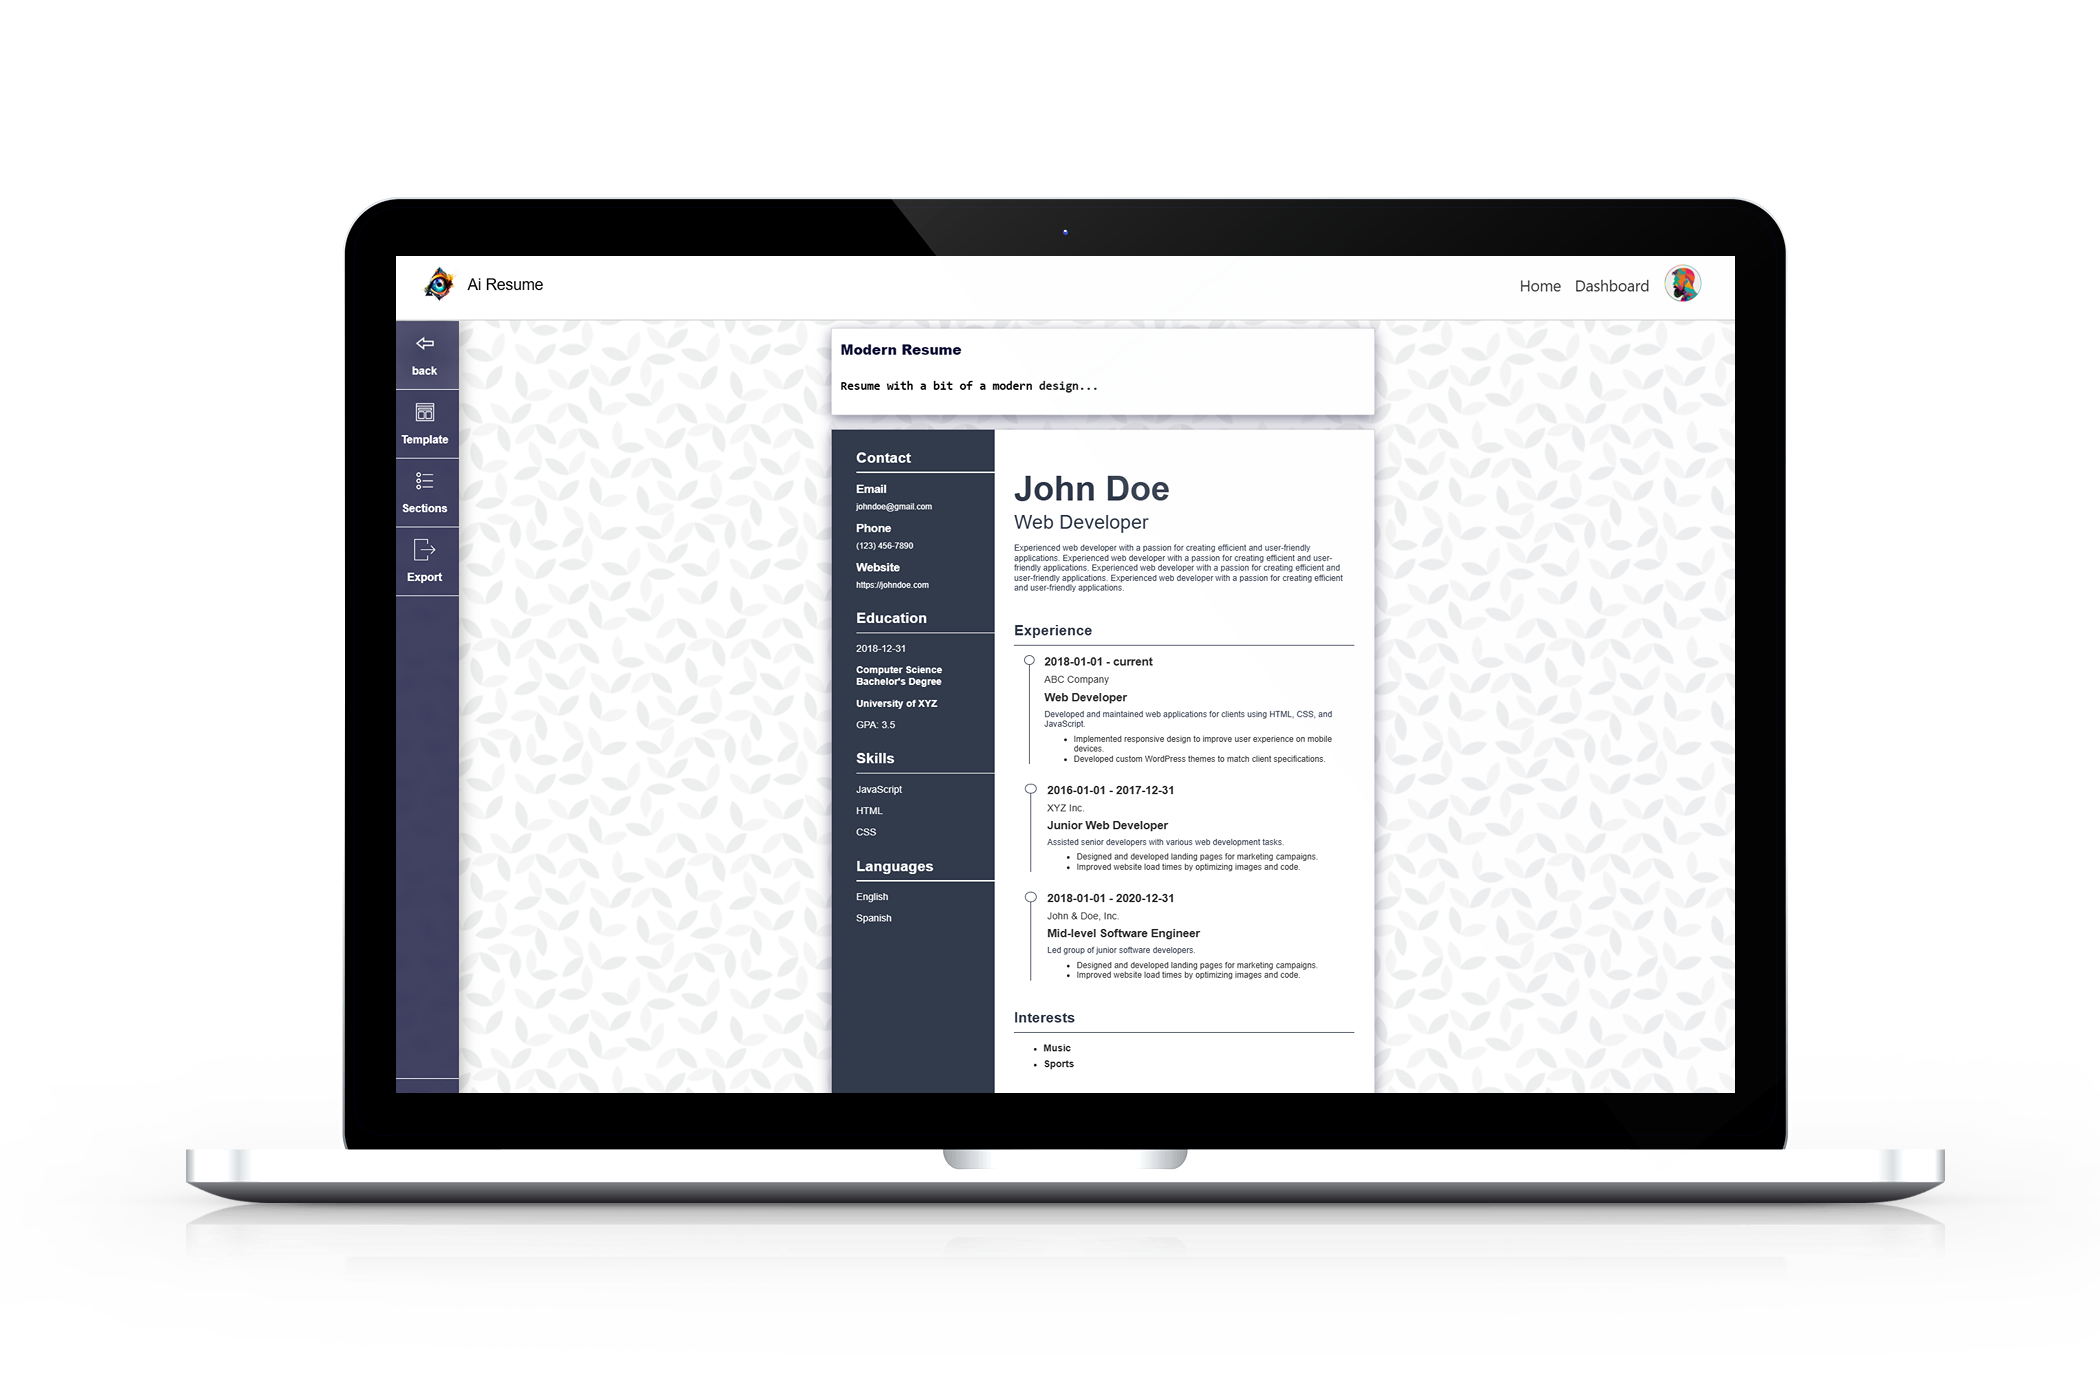 Ai Resume
Home Dashboard
back
Template
Sections
Export
Modern Resume
Resume with a bit of a modern design...
Contact
Email
johndoe@gmail.com
Phone
(123) 456-7890
Website
https://johndoe.com
Education
2018-12-31
Computer Science
Bachelor's Degree
University of XYZ
GPA: 3.5
Skills
JavaScript
HTML
CSS
Languages
English
Spanish
John Doe
Web Developer
Experienced web developer with a passion for creating efficient and user-friendly
applications. Experienced web developer with a passion for creating efficient and user-
friendly applications. Experienced web developer with a passion for creating efficient and
user-friendly applications. Experienced web developer with a passion for creating efficient
and user-friendly applications.
Experience
2018-01-01 - current
ABC Company
Web Developer
Developed and maintained web applications for clients using HTML, CSS, and
JavaScript.
• Implemented responsive design to improve user experience on mobile
devices.
• Developed custom WordPress themes to match client specifications.
2016-01-01 - 2017-12-31
XYZ Inc.
Junior Web Developer
Assisted senior developers with various web development tasks.
• Designed and developed landing pages for marketing campaigns.
• Improved website load times by optimizing images and code.
2018-01-01 - 2020-12-31
John & Doe, Inc.
Mid-level Software Engineer
Led group of junior software developers.
• Designed and developed landing pages for marketing campaigns.
• Improved website load times by optimizing images and code.
Interests
• Music
• Sports